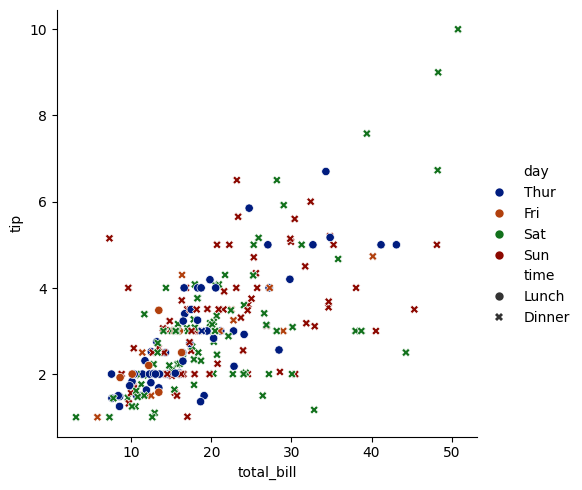 10
8
6
4
2
tip
10
20
30
40
50
total_bill
day
Thur
Fri
Sat
Sun
time
Lunch
Dinner